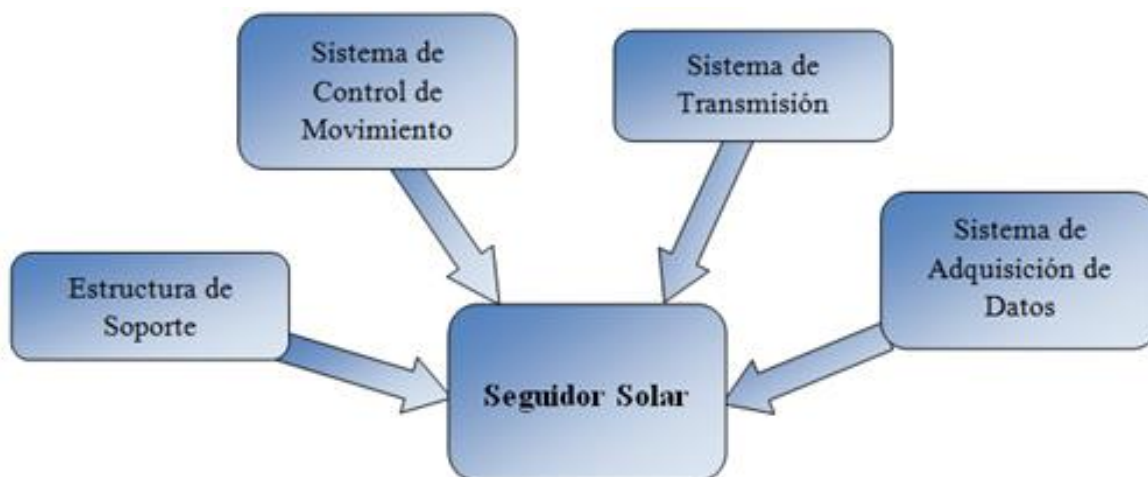 Sistema de
Control de
Movimiento
Sistema de
Transmisión
Estructura de
Soporte
Sistema de
Adquisición de
Datos
Seguidor Solar